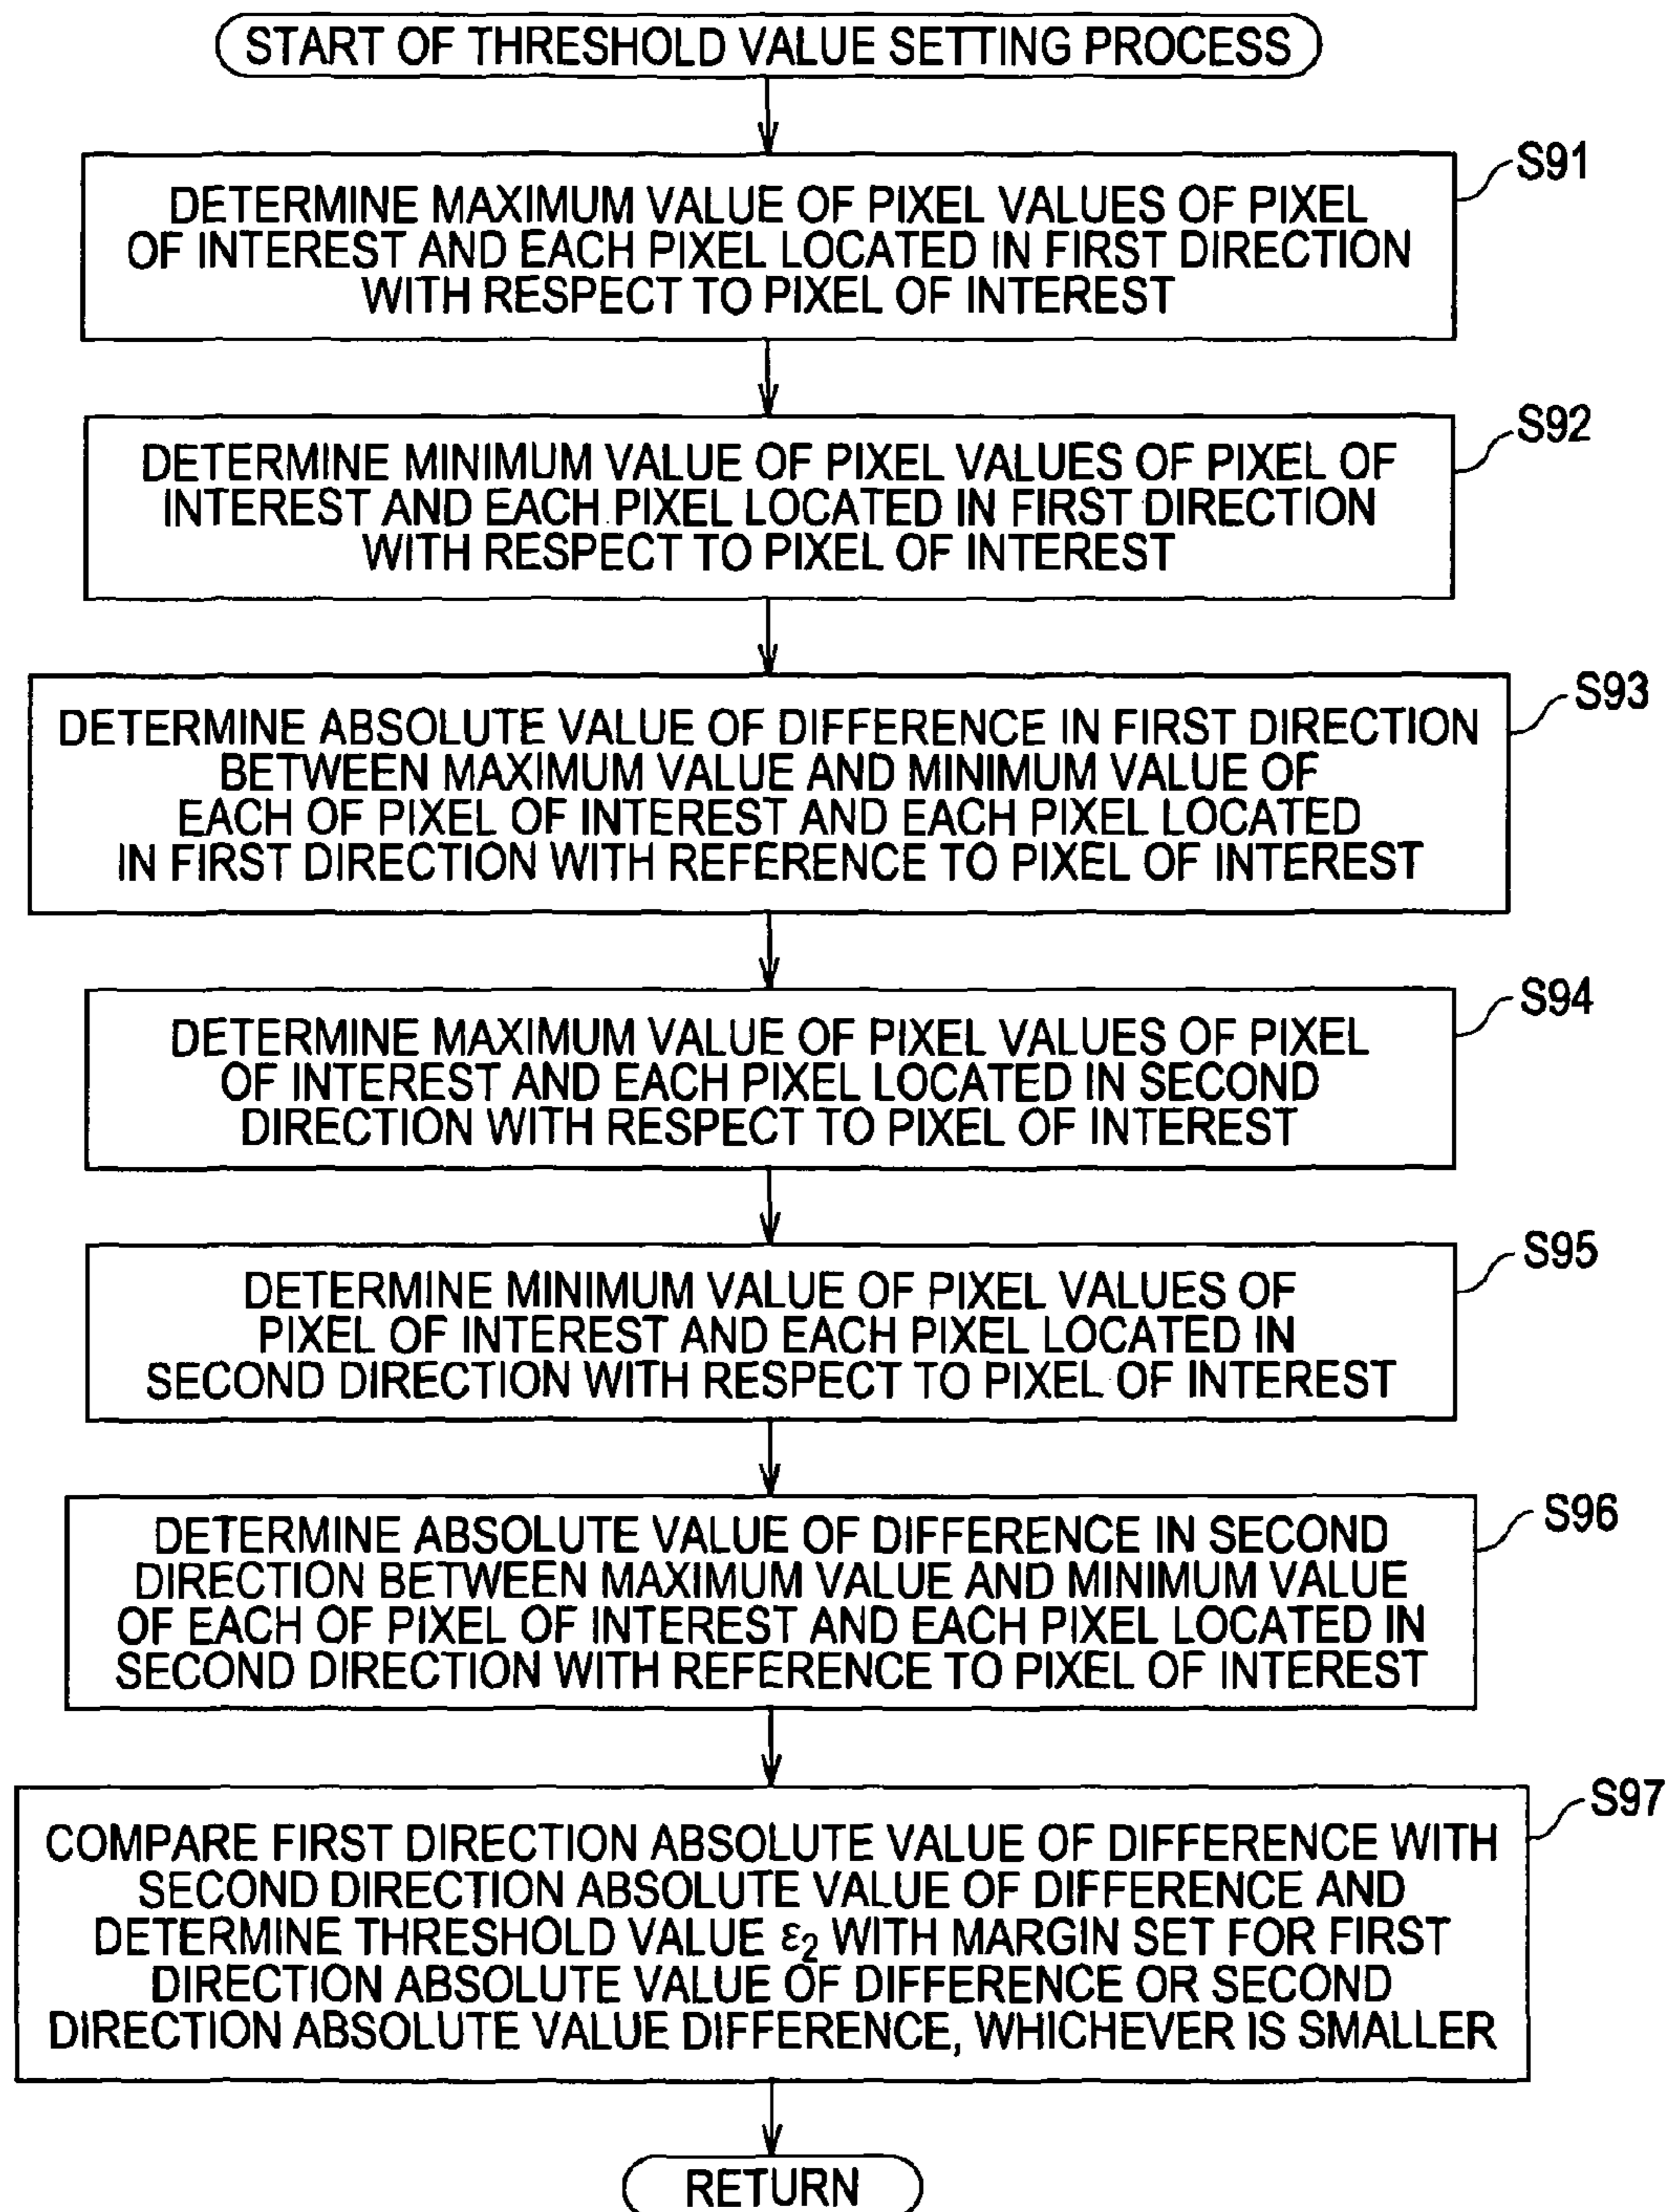 START OF THRESHOLD VALUE SETTING PROCESS
S91
DETERMINE MAXIMUM VALUE OF PIXEL VALUES OF PIXEL
OF INTEREST AND EACH PIXEL LOCATED IN FIRST DIRECTION
WITH RESPECT TO PIXEL OF INTEREST
S92
DETERMINE MINIMUM VALUE OF PIXEL VALUES OF PIXEL OF
INTEREST AND EACH PIXEL LOCATED IN FIRST DIRECTION
WITH RESPECT TO PIXEL OF INTEREST
S93
DETERMINE ABSOLUTE VALUE OF DIFFERENCE IN FIRST DIRECTION
BETWEEN MAXIMUM VALUE AND MINIMUM VALUE OF
EACH OF PIXEL OF INTEREST AND EACH PIXEL LOCATED
IN FIRST DIRECTION WITH REFERENCE TO PIXEL OF INTEREST
S94
DETERMINE MAXIMUM VALUE OF PIXEL VALUES OF PIXEL
OF INTEREST AND EACH PIXEL LOCATED IN SECOND
DIRECTION WITH RESPECT TO PIXEL OF INTEREST
S95
DETERMINE MINIMUM VALUE OF PIXEL VALUES OF
PIXEL OF INTEREST AND EACH PIXEL LOCATED IN
SECOND DIRECTION WITH RESPECT TO PIXEL OF INTEREST
S96
DETERMINE ABSOLUTE VALUE OF DIFFERENCE IN SECOND
DIRECTION BETWEEN MAXIMUM VALUE AND MINIMUM VALUE
OF EACH OF PIXEL OF INTEREST AND EACH PIXEL LOCATED IN
SECOND DIRECTION WITH REFERENCE TO PIXEL OF INTEREST
S97
COMPARE FIRST DIRECTION ABSOLUTE VALUE OF DIFFERENCE WITH
SECOND DIRECTION ABSOLUTE VALUE OF DIFFERENCE AND
DETERMINE THRESHOLD VALUE ε₂ WITH MARGIN SET FOR FIRST
DIRECTION ABSOLUTE VALUE OF DIFFERENCE OR SECOND
DIRECTION ABSOLUTE VALUE DIFFERENCE, WHICHEVER IS SMALLER
RETURN